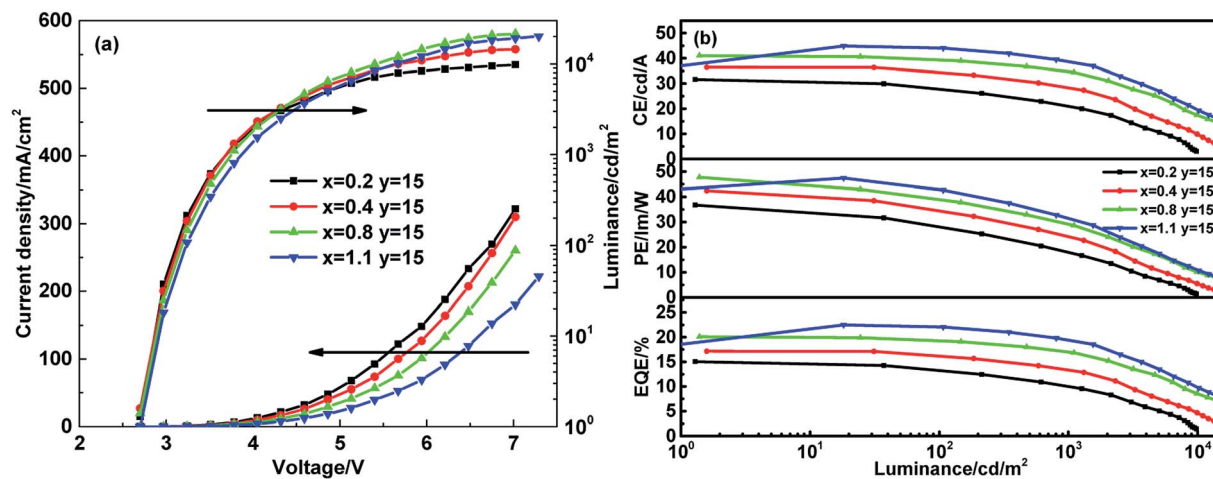 (a)
Current density/mA/cm²
600
500
400
300
200
100
0
2
3
4
5
6
7
Voltage/V
10⁴
10³
10²
10¹
10⁰
Luminance/cd/m²
x=0.2 y=15
x=0.4 y=15
x=0.8 y=15
x=1.1 y=15
(b)
CE/cd/A
50
40
30
20
10
0
PE/lm/W
50
40
30
20
10
0
x=0.2 y=15
x=0.4 y=15
x=0.8 y=15
x=1.1 y=15
EQE/%
25
20
15
10
5
0
10⁰
10¹
10²
10³
10⁴
Luminance/cd/m²